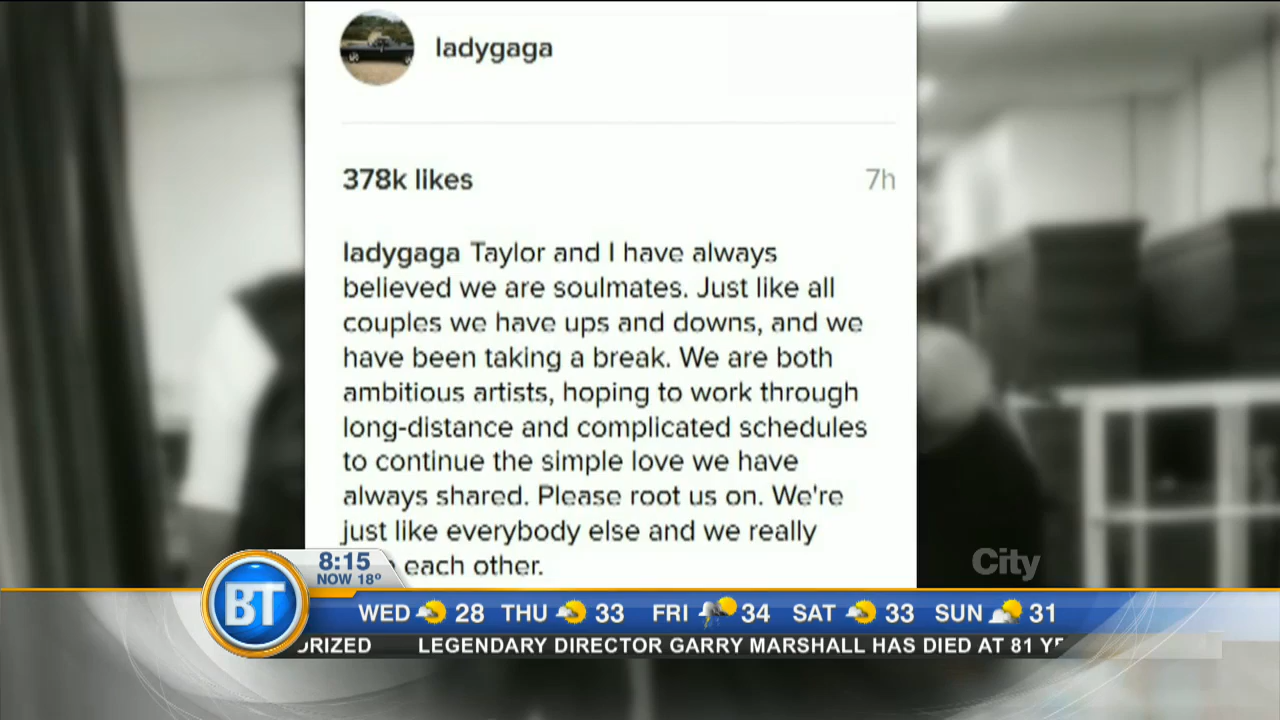 ladygaga
378k likes
7h
ladygaga Taylor and I have always
believed we are soulmates. Just like all
couples we have ups and downs, and we
have been taking a break. We are both
ambitious artists, hoping to work through
long-distance and complicated schedules
to continue the simple love we have
always shared. Please root us on. We're
just like everybody else and we really
each other.
City
8:15
NOW 18°
BT
WED 28 THU 33 FRI 34 SAT 33 SUN 31
ORIZED LEGENDARY DIRECTOR GARRY MARSHALL HAS DIED AT 81